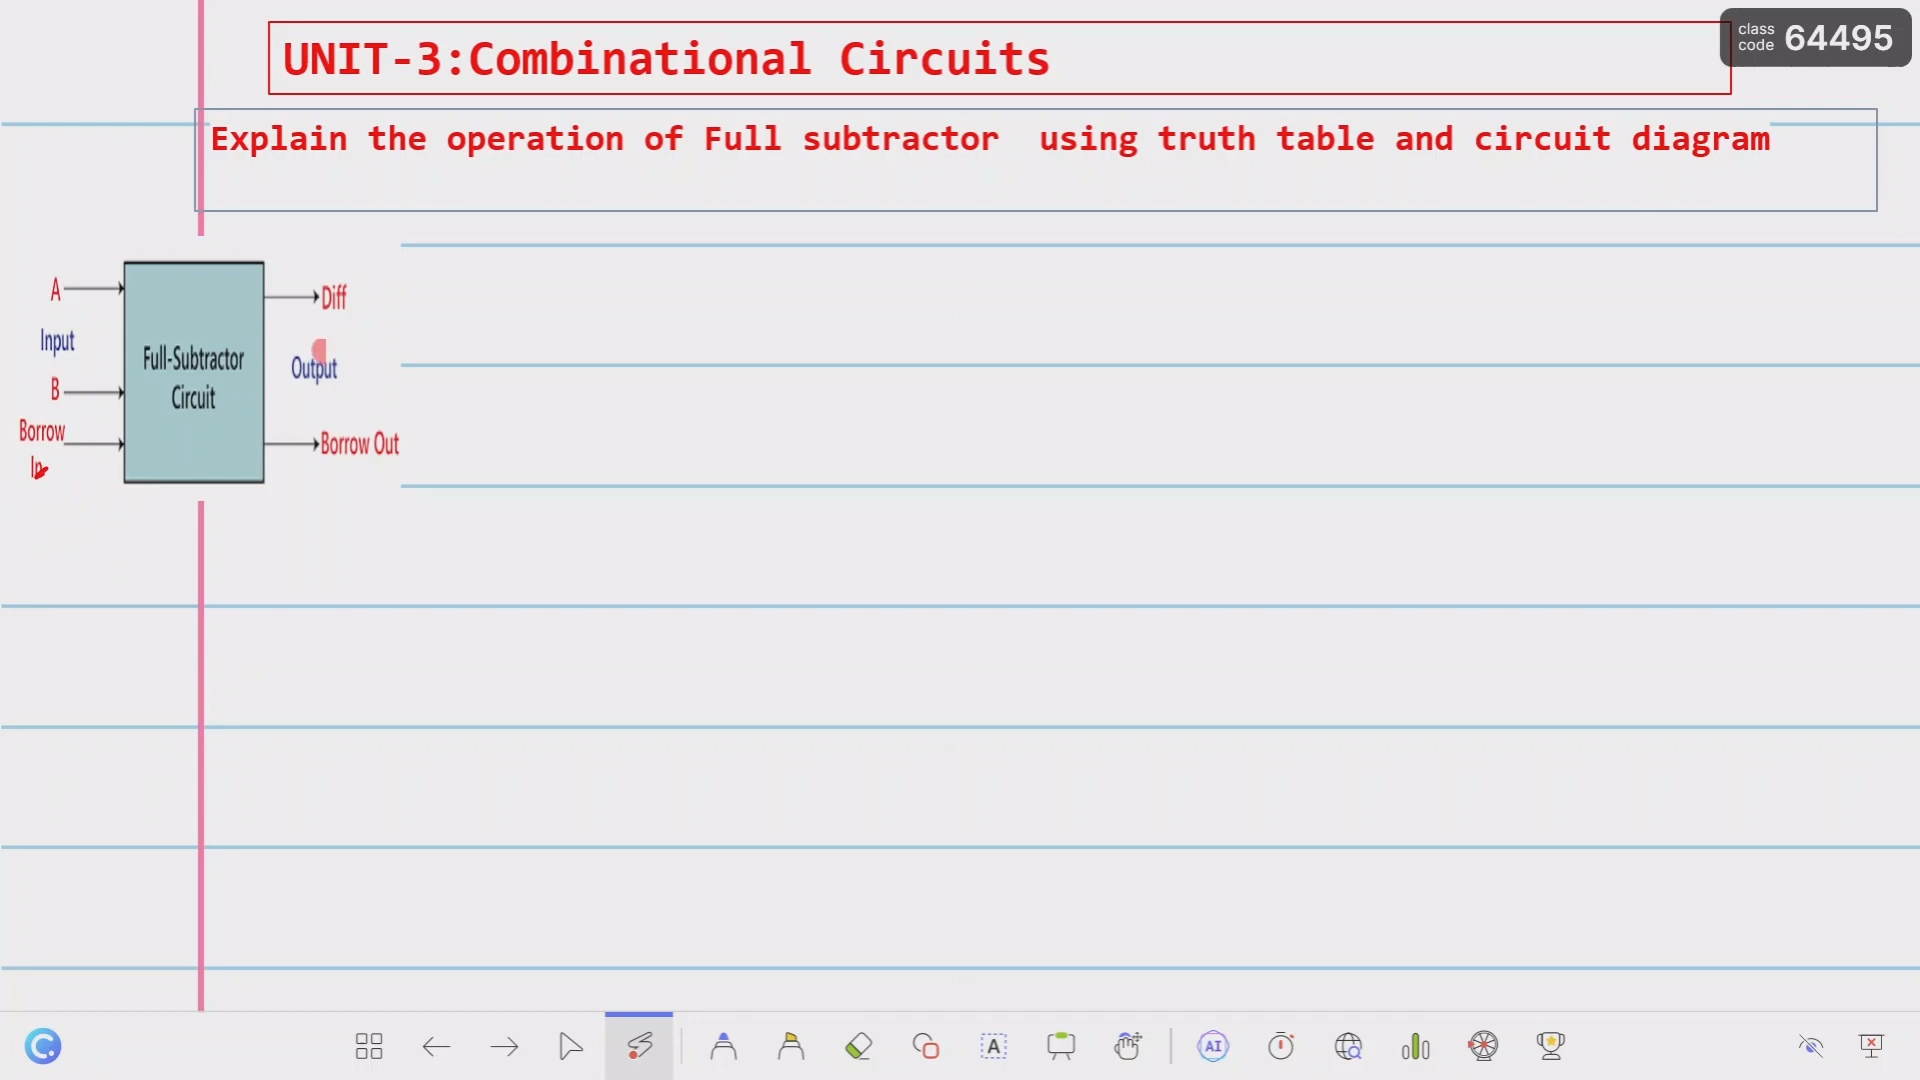 class
code 64495
UNIT-3:Combinational Circuits
Explain the operation of Full subtractor using truth table and circuit diagram
A
Diff
Input
Full-Subtractor
Circuit
Output
B
Borrow
In
Borrow Out
A
AI